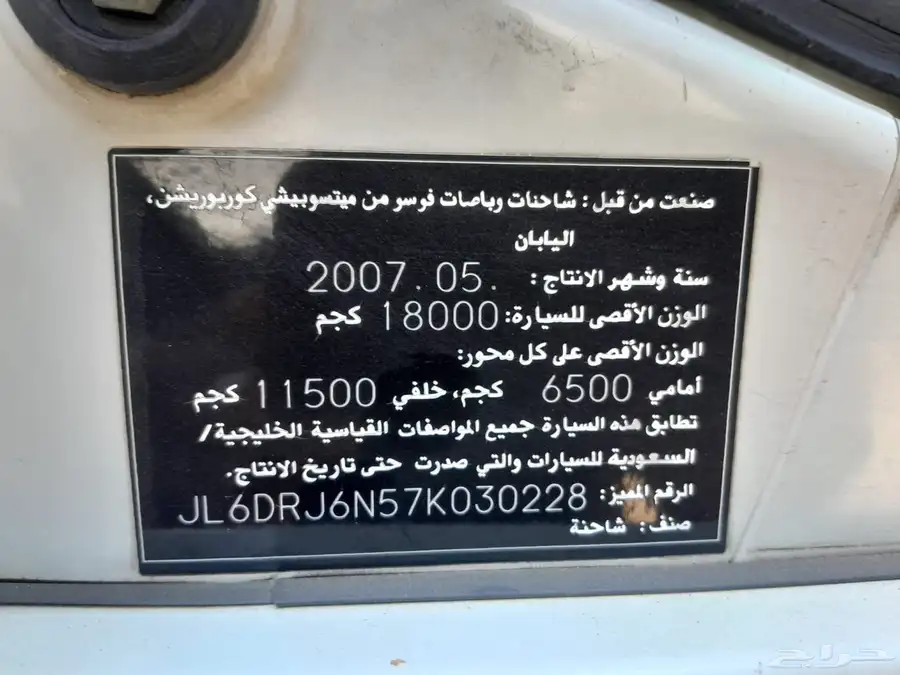 صنعت من قبل : شاحنات وباصات فوسو من ميتسوبيشي كوربوريشن،
اليابان
سنة وشهر الانتاج : 2007 . 05 .
الوزن الأقصى للسيارة: 18000 كجم
الوزن الأقصى على كل محور:
أمامي 6500 كجم، خلفي 11500 كجم
تطابق هذه السيارة جميع المواصفات القياسية الخليجية/
السعودية للسيارات والتي صدرت حتى تاريخ الانتاج.
الرقم المميز: JL6DRJ6N57K030228
صنف: شاحنة
حراج